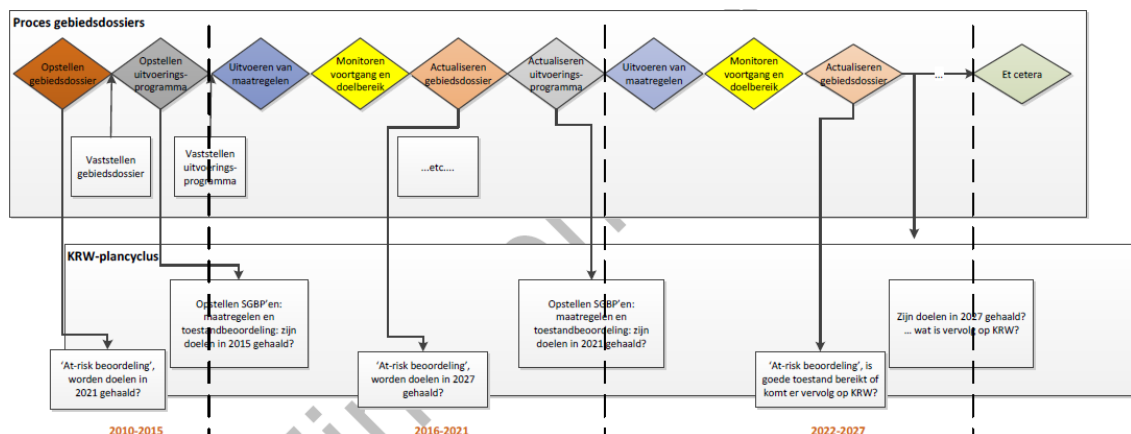 Proces gebiedsdossiers
Opstellen
gebiedsdossier
Opstellen
uitvoerings-
programma
Uitvoeren van
maatregelen
Monitoren
voortgang en
doelbereik
Actualiseren
gebiedsdossier
Actualiseren
uitvoerings-
programma
Uitvoeren van
maatregelen
Monitoren
voortgang en
doelbereik
Actualiseren
gebiedsdossier
...
Et cetera
Vaststellen
gebiedsdossier
Vaststellen
uitvoerings-
programma
...etc....
KRW-plancyclus
Opstellen SGBP'en:
maatregelen en
toestandbeoordeling: zijn
doelen in 2015 gehaald?
Opstellen SGBP'en:
maatregelen en
toestandbeoordeling: zijn
doelen in 2021 gehaald?
Zijn doelen in 2027 gehaald?
... wat is vervolg op KRW?
'At-risk beoordeling',
worden doelen in
2021 gehaald?
'At-risk beoordeling',
worden doelen in 2027
gehaald?
'At-risk beoordeling', is
goede toestand bereikt of
komt er vervolg op KRW?
2010-2015
2016-2021
2022-2027